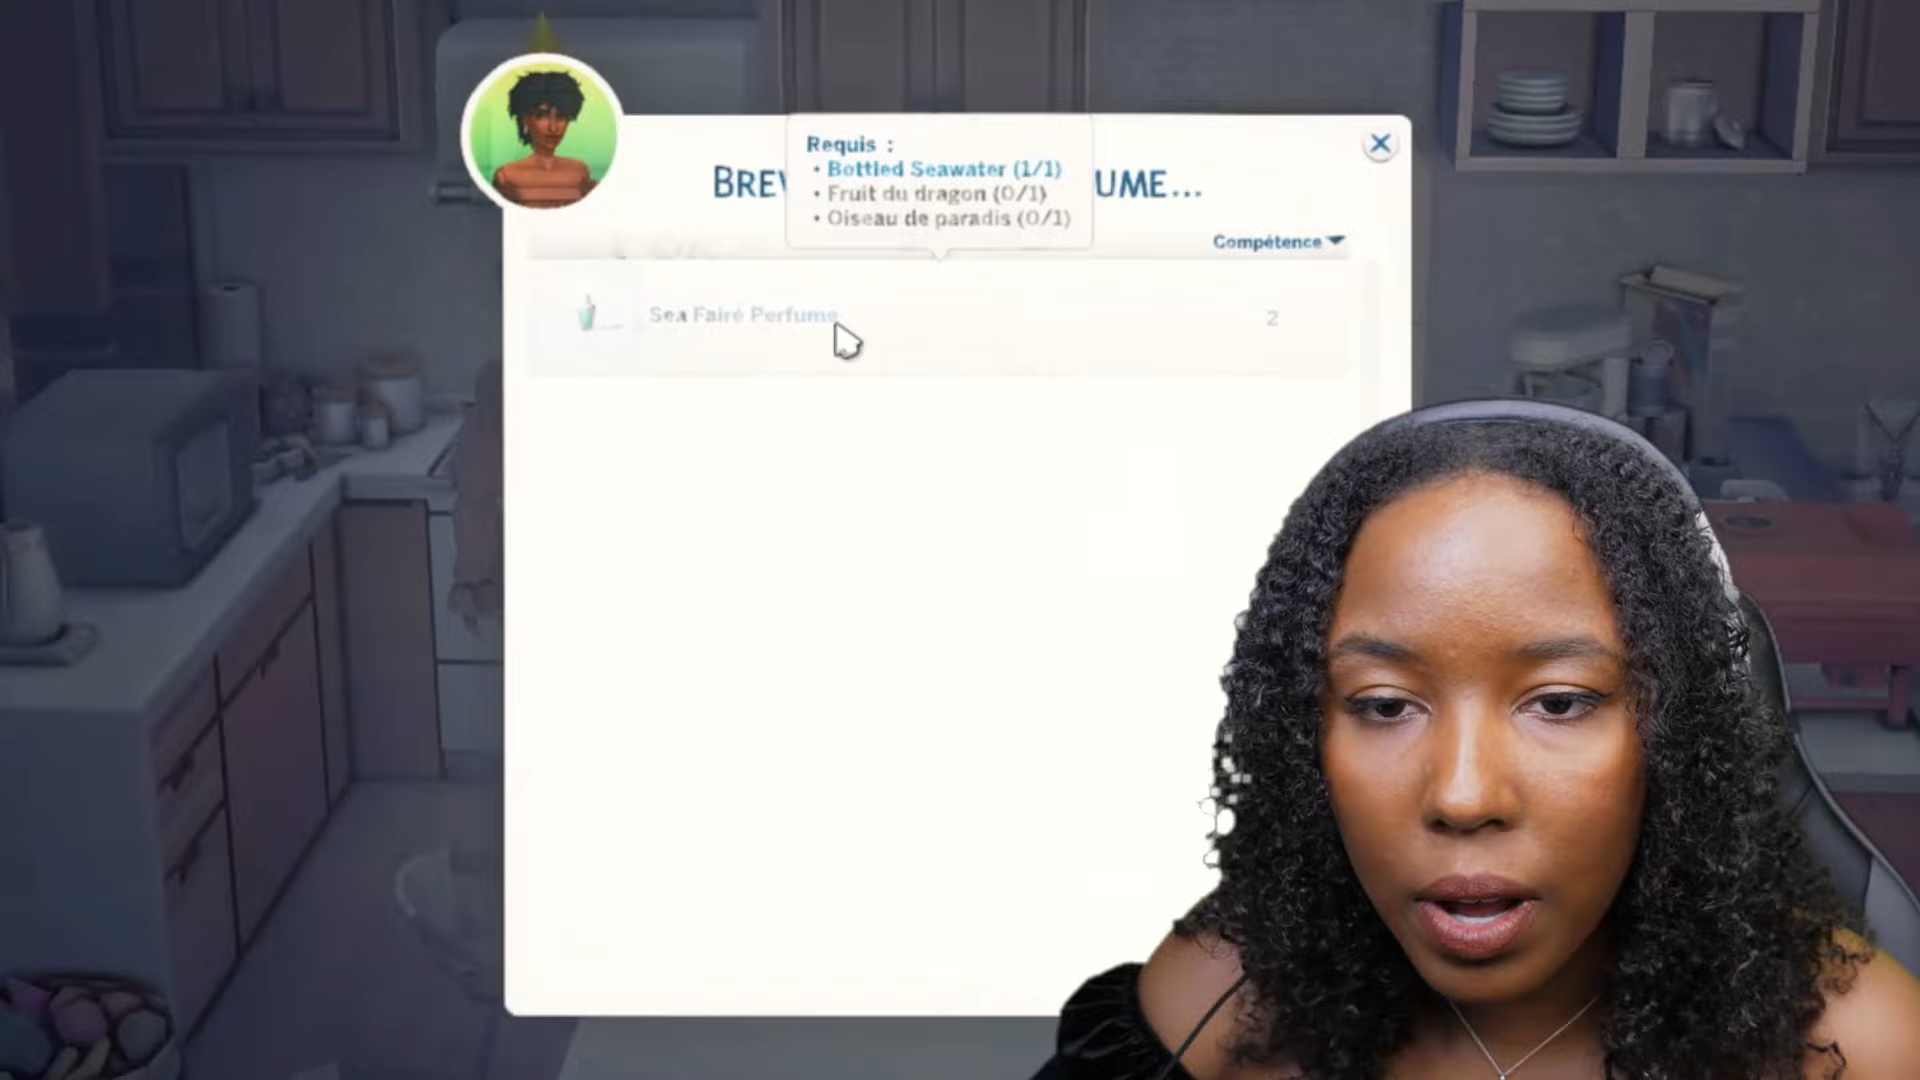 Requis :
• Bottled Seawater (1/1)
• Fruit du dragon (0/1)
• Oiseau de paradis (0/1)
UME...
Compétence
Sea Fairé Perfume
2